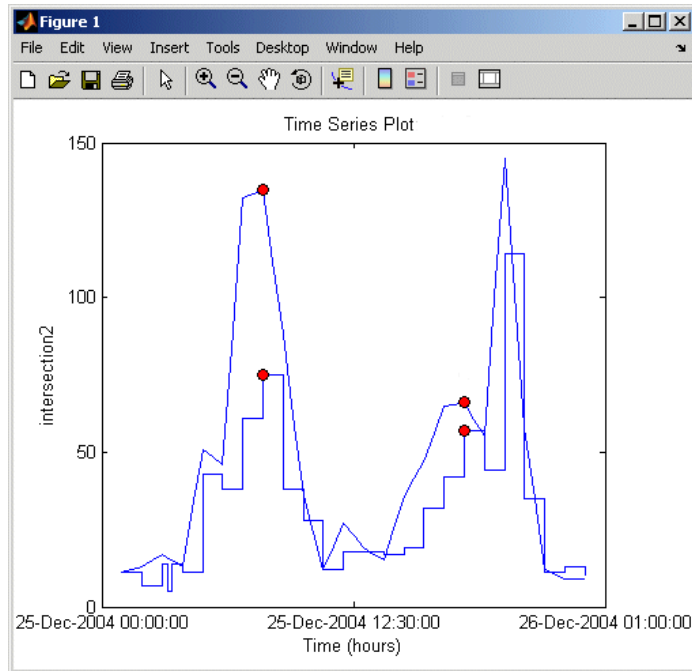 Figure 1
File Edit View Insert Tools Desktop Window Help
Time Series Plot
150
100
50
0
intersection2
25-Dec-2004 00:00:00 25-Dec-2004 12:30:00 26-Dec-2004 01:00:00
Time (hours)